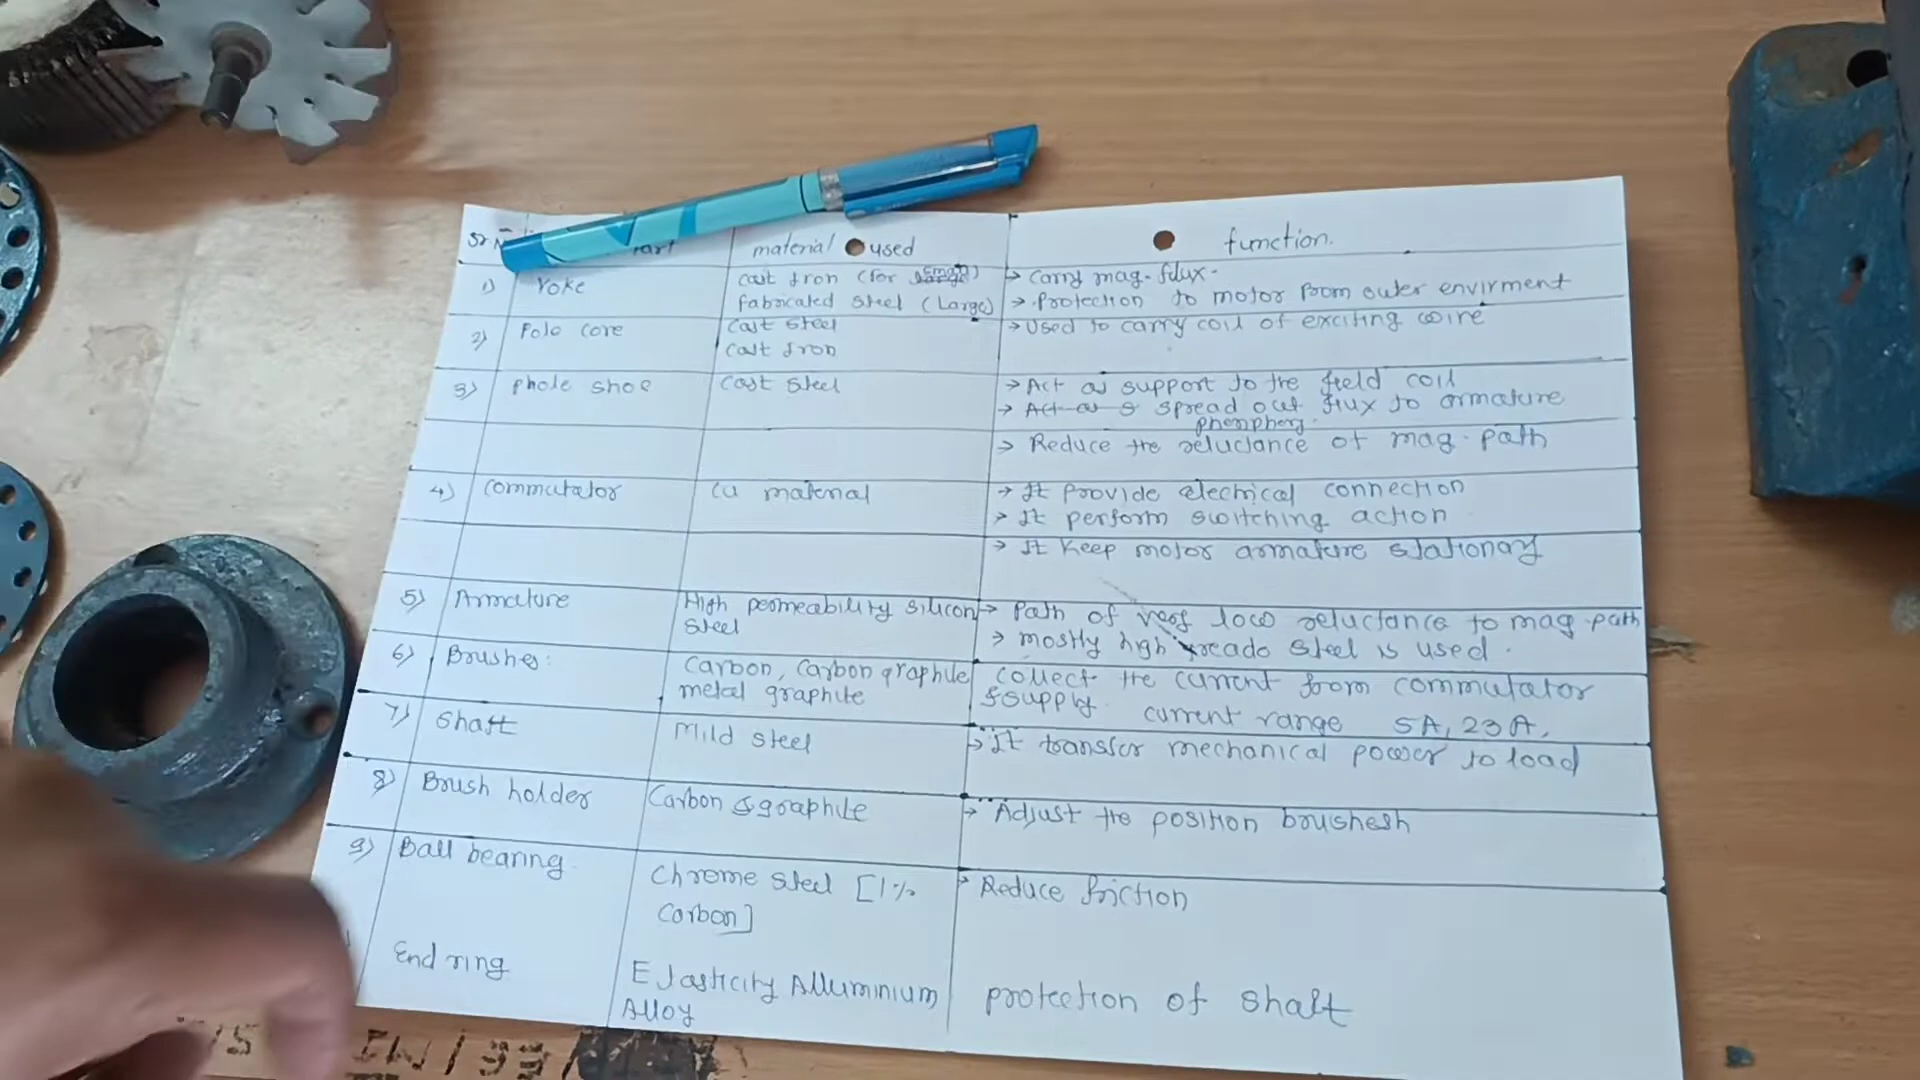 Sr N part material used function.
1) Yoke cast Iron (for small) → Carry mag. flux.
fabricated steel (Large) → Protection to motor from outer envirment
2) Pole core Cast steel → Used to carry coil of exciting wire
Cast Iron
3) Phole shoe Cast steel → Act as support to the field coil
→ Act as & spread out flux to armature
→ Reduce the reluctance of mag. path
4) Commutator Cu material → It provide electrical connection
→ It perform switching action
→ It keep motor armature stationary
5) Armature High permeability silicon → Path of very low reluctance to mag. path
steel → mostly high steel is used.
6) Brushes: Carbon, Carbon graphite collect the current from commutator
metal graphite & supply. current range 5A, 23A,
7) Shaft Mild steel → It transfer mechanical power to load
8) Brush holder Carbon & graphite → Adjust the position brushesh
9) Ball bearing. Chrome steel [1% → Reduce friction
Carbon]
End ring Elasticity Alluminium protection of shaft
Alloy